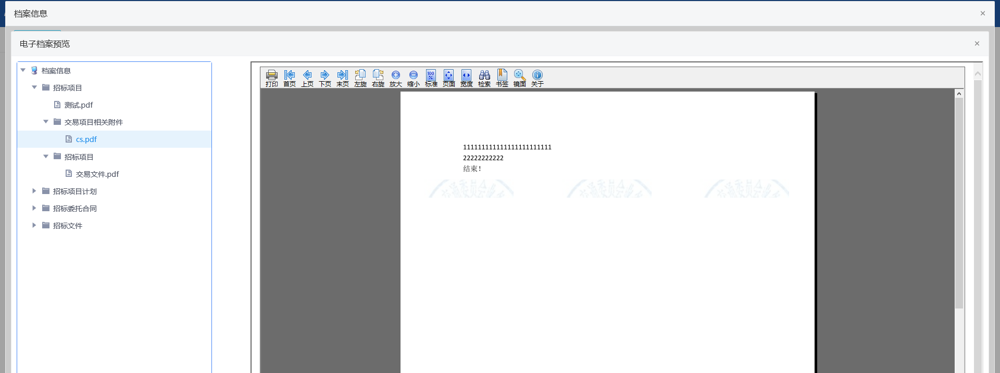 档案信息
电子档案预览
档案信息
招标项目
测试.pdf
交易项目相关附件
cs.pdf
招标项目
交易文件.pdf
招标项目计划
招标委托合同
招标文件
打印 首页 上页 下页 末页 左旋 右旋 放大 缩小 标准 页面 宽度 检索 书签 镜面 关于
111111111111111111111111
22222222222
结束!